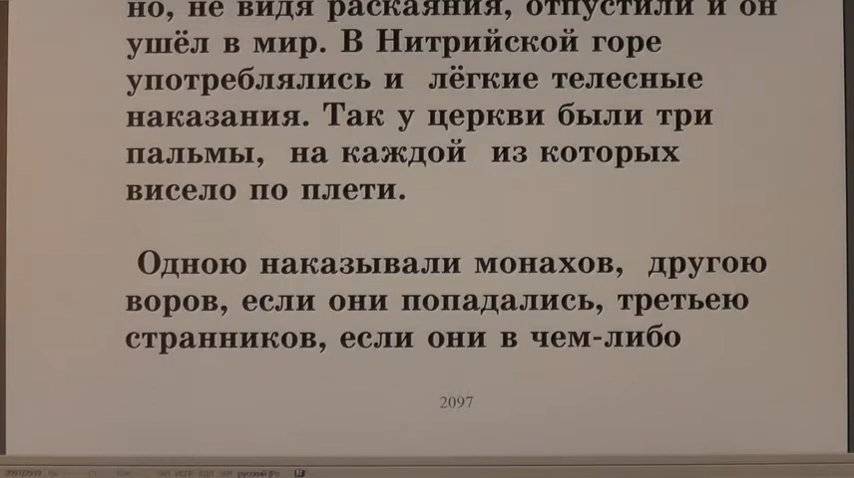 но, не видя раскаяния, отпустили и он
ушёл в мир. В Нитрийской горе
употреблялись и лёгкие телесные
наказания. Так у церкви были три
пальмы, на каждой из которых
висело по плети.
Одною наказывали монахов, другою
воров, если они попадались, третьею
странников, если они в чем-либо
2097
русский (Ро